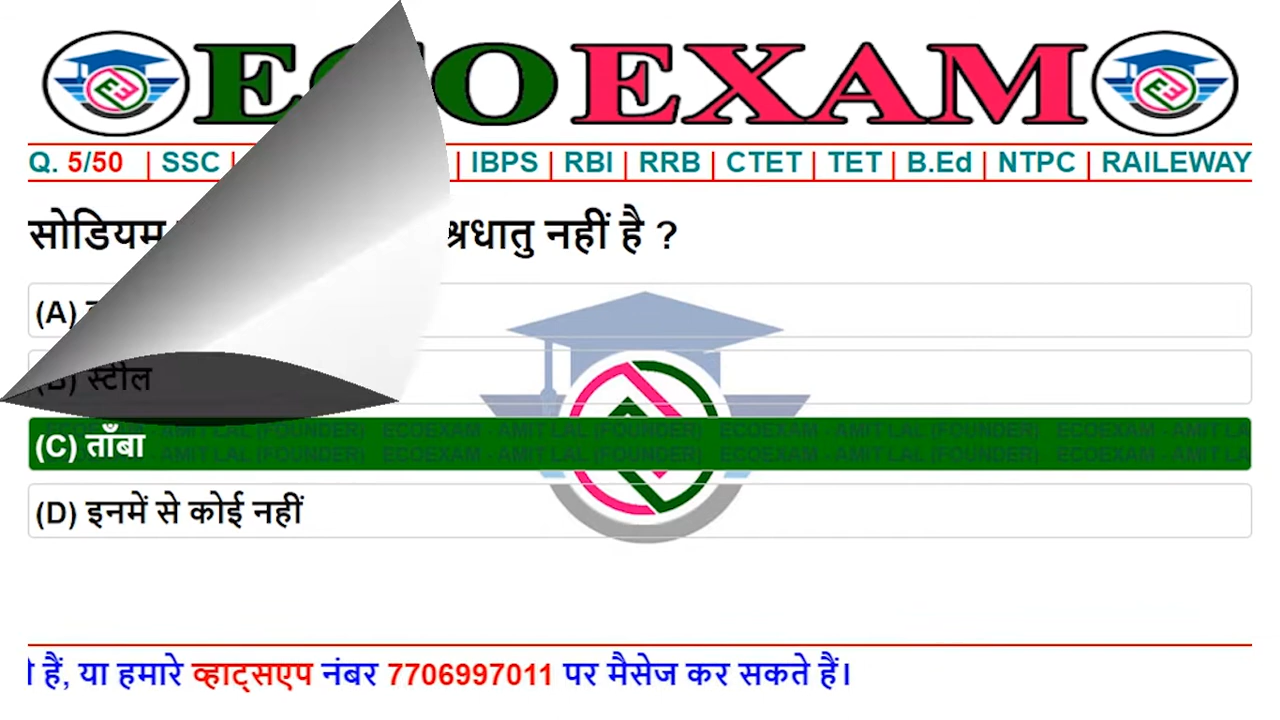 EXAM
Q. 5/50 | SSC | | IBPS | RBI | RRB | CTET | TET | B.Ed | NTPC | RAILEWAY
सोडियम नहीं है ?
(A)
(B) स्टील
(C) ताँबा
ECOEXAM - AMIT LAL (FOUNDER) ECOEXAM - AMIT LAL (FOUNDER) ECOEXAM - AMIT LAL (FOUNDER) ECOEXAM - AMIT LA
AMIT LAL (FOUNDER) ECOEXAM - AMIT LAL (FOUNDER) ECOEXAM - AMIT LAL (FOUNDER) ECOEXAM - AMIT LA
(D) इनमें से कोई नहीं
हैं, या हमारे व्हाट्सएप नंबर 7706997011 पर मैसेज कर सकते हैं।